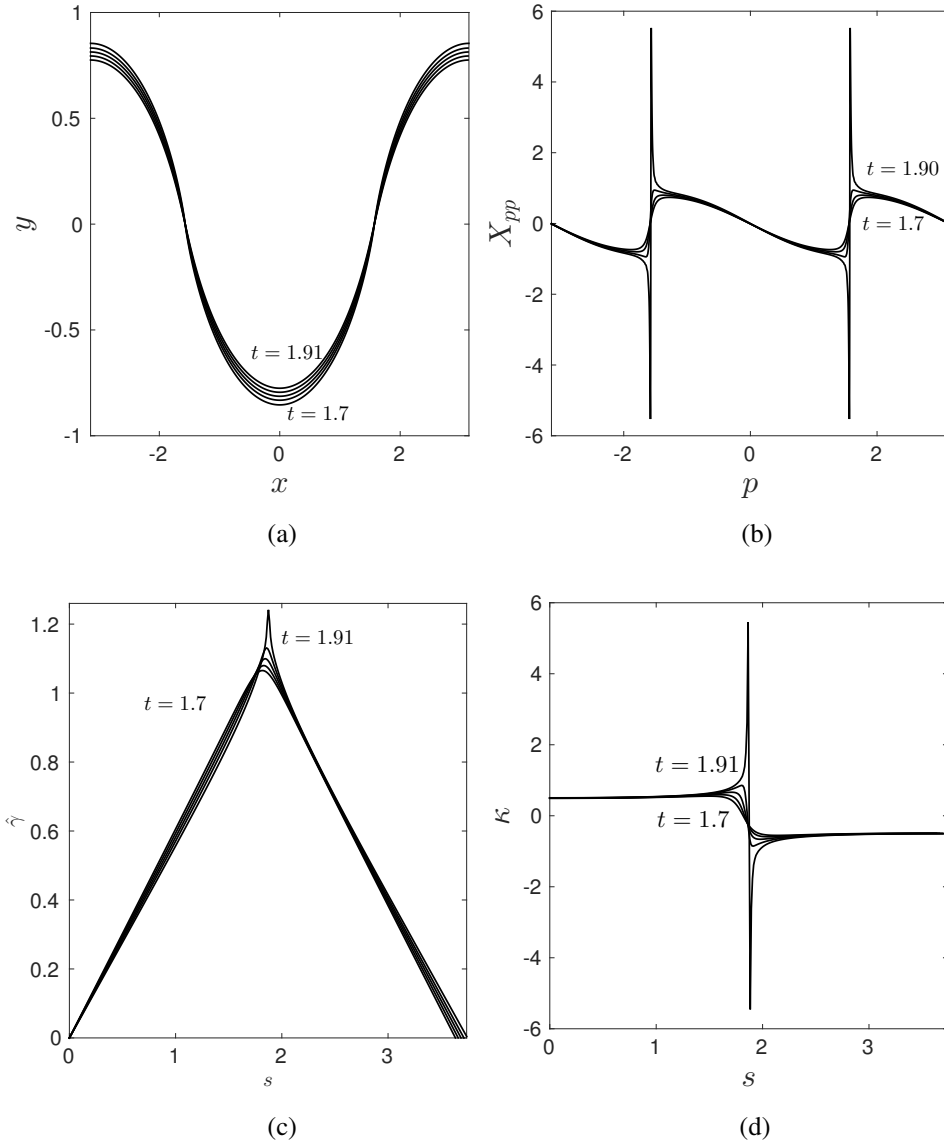 1
0.5
0
-0.5
-1
y
t = 1.91
t = 1.7
-2 0 2
x
(a)
6
4
2
0
-2
-4
-6
X_{pp}
t = 1.90
t = 1.7
-2 0 2
p
(b)
1.2
1
0.8
0.6
0.4
0.2
0
γ̂
t = 1.91
t = 1.7
0 1 2 3
s
(c)
6
4
2
0
-2
-4
-6
κ
t = 1.91
t = 1.7
0 1 2 3
s
(d)